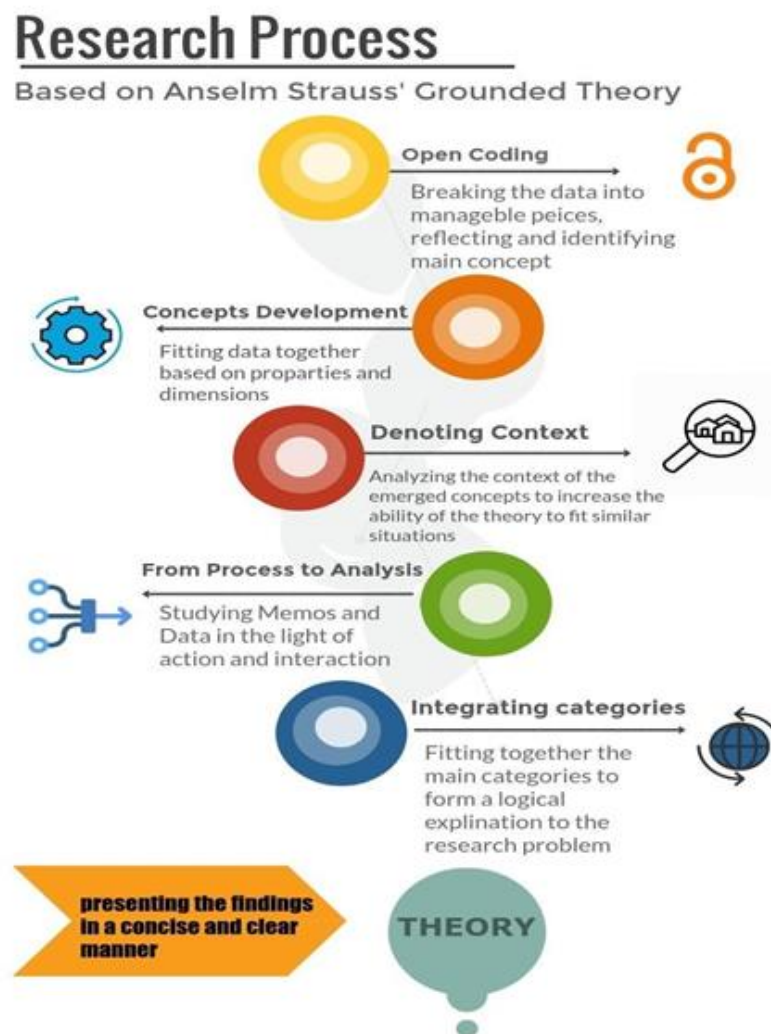 Research Process
Based on Anselm Strauss' Grounded Theory
Open Coding
Breaking the data into
manageble peices,
reflecting and identifying
main concept
Concepts Development
Fitting data together
based on proparties and
dimensions
Denoting Context
Analyzing the context of the
emerged concepts to increase the
ability of the theory to fit similar
situations
From Process to Analysis
Studying Memos and
Data in the light of
action and interaction
Integrating categories
Fitting together the
main categories to
form a logical
explination to the
research problem
presenting the findings
in a concise and clear
manner
THEORY